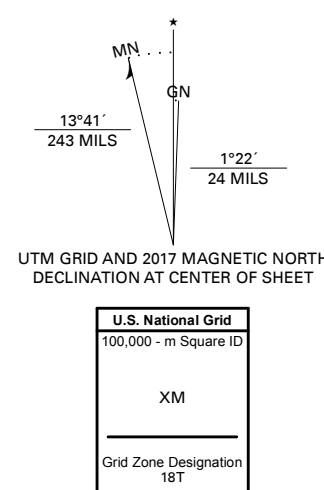 ★
MN
GN
13°41´
243 MILS
1°22´
24 MILS
UTM GRID AND 2017 MAGNETIC NORTH
DECLINATION AT CENTER OF SHEET
U.S. National Grid
100,000 - m Square ID
XM
Grid Zone Designation
18T